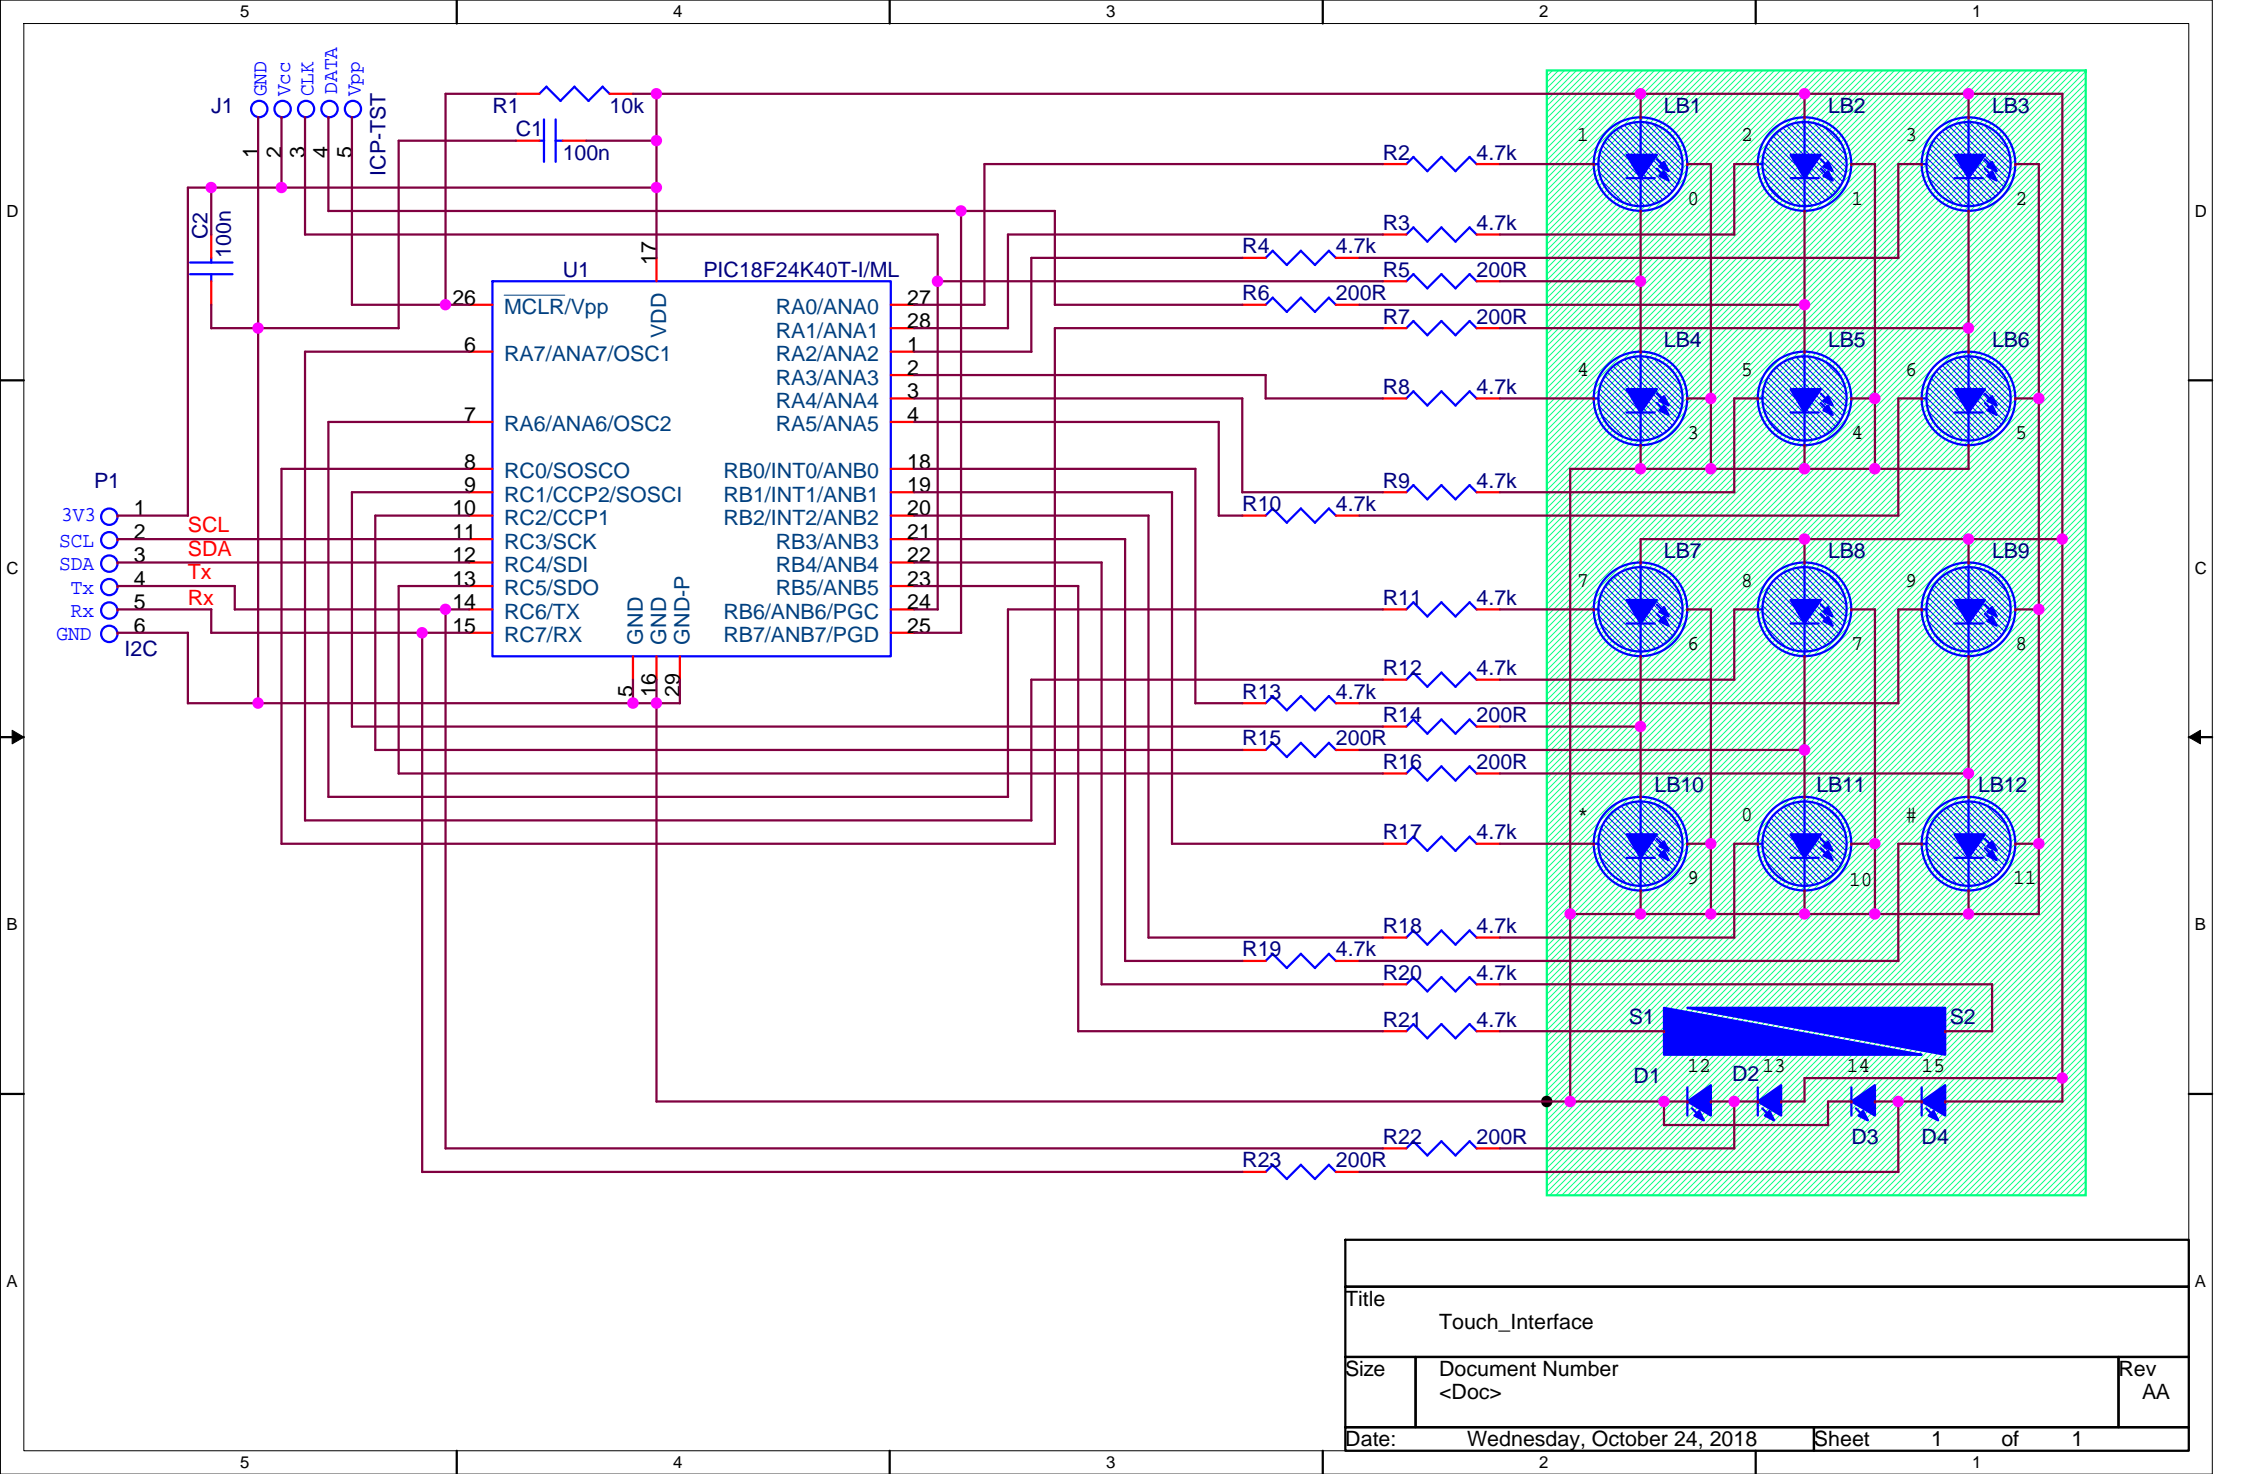 5 4 3 2 1
D
C
B
A
D
C
B
A
J1
GND
Vcc
CLK
DATA
Vpp
1
2
3
4
5
ICP-TST
R1 10k
C1
100n
C2
100n
U1 PIC18F24K40T-I/ML
17
VDD
26 MCLR/Vpp
6 RA7/ANA7/OSC1
7 RA6/ANA6/OSC2
8 RC0/SOSCO
9 RC1/CCP2/SOSCI
10 RC2/CCP1
11 RC3/SCK
12 RC4/SDI
13 RC5/SDO
14 RC6/TX
15 RC7/RX
RA0/ANA0 27
RA1/ANA1 28
RA2/ANA2 1
RA3/ANA3 2
RA4/ANA4 3
RA5/ANA5 4
RB0/INT0/ANB0 18
RB1/INT1/ANB1 19
RB2/INT2/ANB2 20
RB3/ANB3 21
RB4/ANB4 22
RB5/ANB5 23
RB6/ANB6/PGC 24
RB7/ANB7/PGD 25
GND
GND
GND-P
5
16
29
P1
3V3 1
SCL 2 SCL
SDA 3 SDA
Tx 4 Tx
Rx 5 Rx
GND 6
I2C
R2 4.7k
R3 4.7k
R4 4.7k
R5 200R
R6 200R
R7 200R
R8 4.7k
R9 4.7k
R10 4.7k
R11 4.7k
R12 4.7k
R13 4.7k
R14 200R
R15 200R
R16 200R
R17 4.7k
R18 4.7k
R19 4.7k
R20 4.7k
R21 4.7k
R22 200R
R23 200R
LB1 LB2 LB3
1 2 3
0 1 2
LB4 LB5 LB6
4 5 6
3 4 5
LB7 LB8 LB9
7 8 9
6 7 8
LB10 LB11 LB12
* 0 #
9 10 11
S1 S2
D1 12 D2 13 14 15
D3 D4
Title
Touch_Interface
Size Document Number Rev
<Doc> AA
Date: Wednesday, October 24, 2018 Sheet 1 of 1
5 4 3 2 1